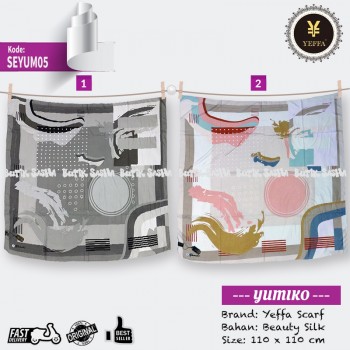 Kode:
SEYUM05
YEFFA
1
2
--- YUMIKO ---
Brand: Yeffa Scarf
Bahan: Beauty Silk
Size: 110 x 110 cm
FAST
DELIVERY
ORIGINAL
BEST
SELLER